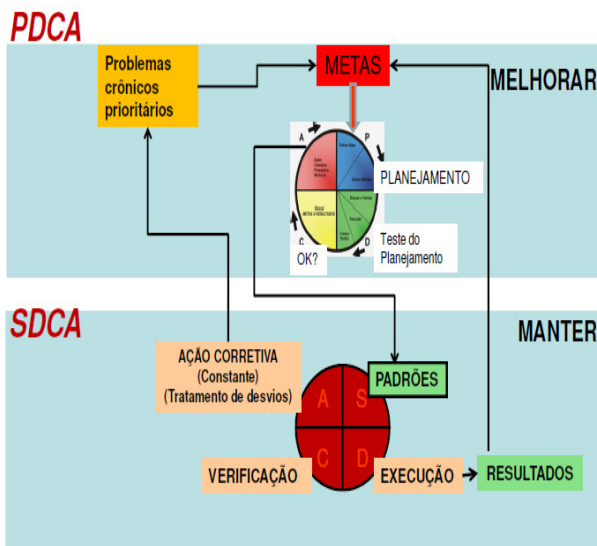 PDCA
Problemas
crônicos
prioritários
METAS
MELHORAR
A
P
PLANEJAMENTO
C
D
OK?
Teste do
Planejamento
SDCA
MANTER
AÇÃO CORRETIVA
(Constante)
(Tratamento de desvios)
PADRÕES
A
S
C
D
VERIFICAÇÃO
EXECUÇÃO
RESULTADOS